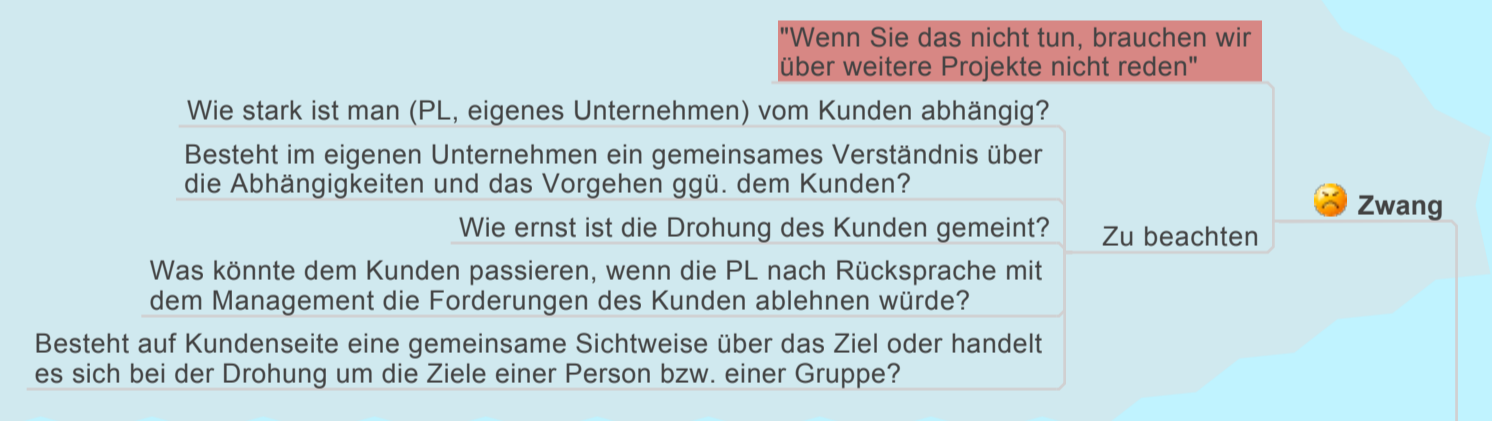 "Wenn Sie das nicht tun, brauchen wir
über weitere Projekte nicht reden"
Wie stark ist man (PL, eigenes Unternehmen) vom Kunden abhängig?
Besteht im eigenen Unternehmen ein gemeinsames Verständnis über
die Abhängigkeiten und das Vorgehen ggü. dem Kunden?
Wie ernst ist die Drohung des Kunden gemeint?
Was könnte dem Kunden passieren, wenn die PL nach Rücksprache mit
dem Management die Forderungen des Kunden ablehnen würde?
Besteht auf Kundenseite eine gemeinsame Sichtweise über das Ziel oder handelt
es sich bei der Drohung um die Ziele einer Person bzw. einer Gruppe?
Zu beachten
Zwang